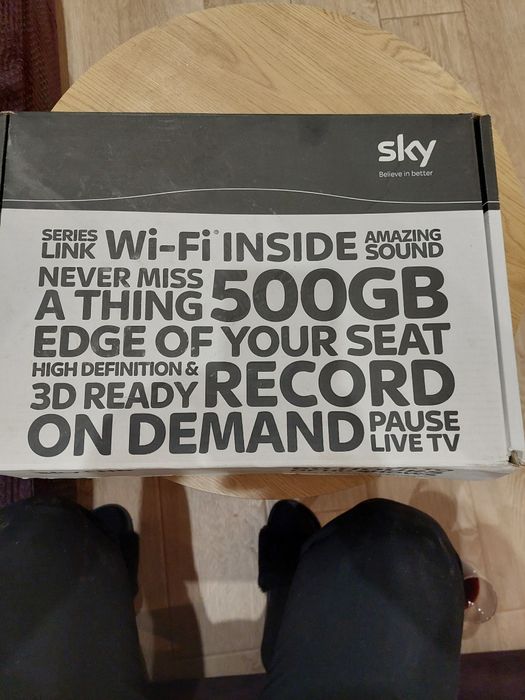 sky
Believe in better
SERIES LINK Wi-Fi® INSIDE AMAZING SOUND
NEVER MISS A THING 500GB
EDGE OF YOUR SEAT
HIGH DEFINITION & 3D READY RECORD
ON DEMAND PAUSE LIVE TV